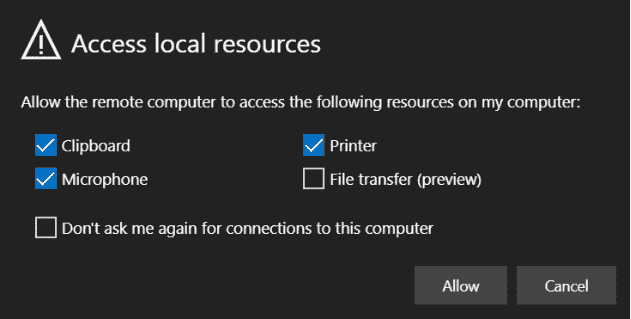 Access local resources
Allow the remote computer to access the following resources on my computer:
Clipboard
Printer
Microphone
File transfer (preview)
Don't ask me again for connections to this computer
Allow
Cancel